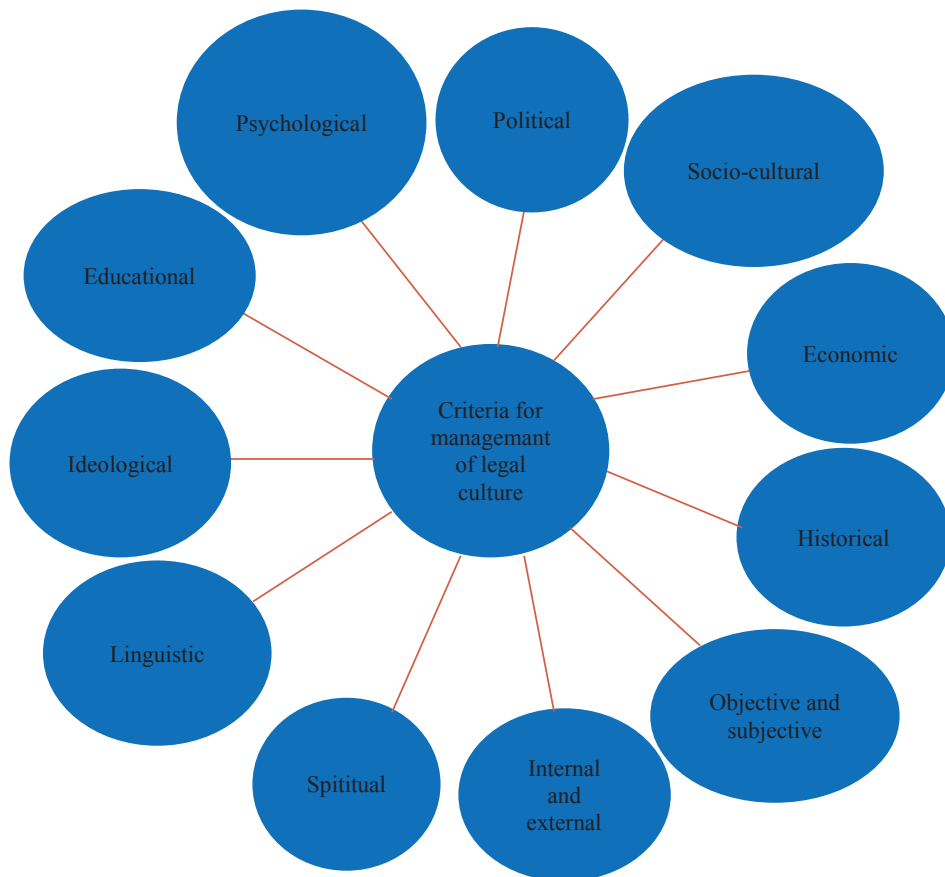 Psychological
Political
Socio-cultural
Educational
Economic
Criteria for
managemant
of legal
culture
Ideological
Historical
Linguistic
Objective and
subjective
Spititual
Internal
and
external